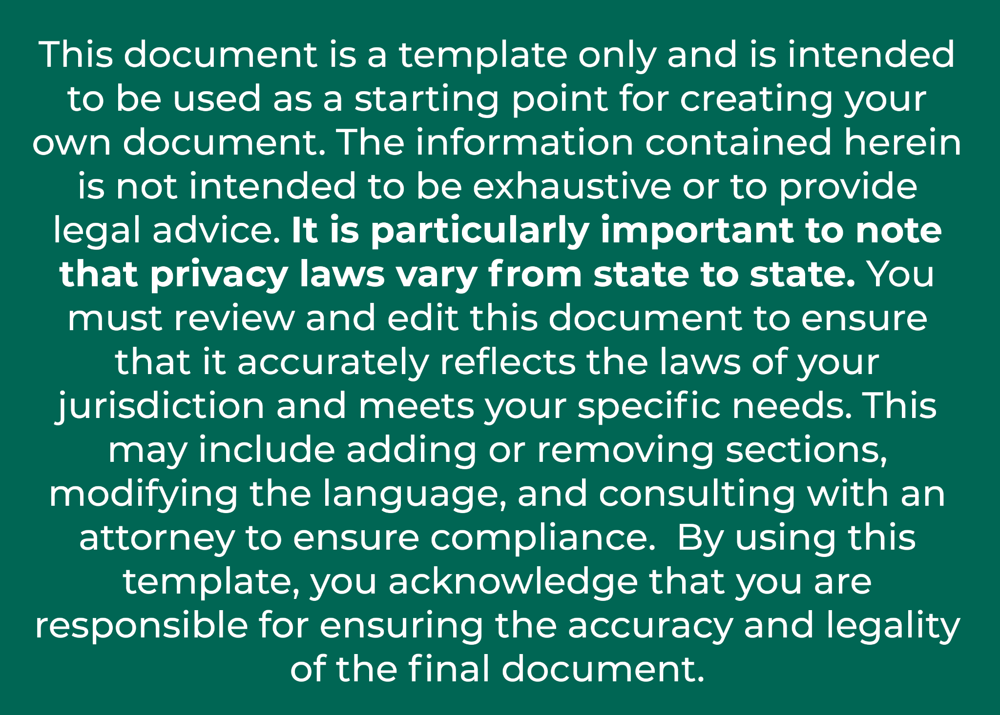 This document is a template only and is intended
to be used as a starting point for creating your
own document. The information contained herein
is not intended to be exhaustive or to provide
legal advice. It is particularly important to note
that privacy laws vary from state to state. You
must review and edit this document to ensure
that it accurately reflects the laws of your
jurisdiction and meets your specific needs. This
may include adding or removing sections,
modifying the language, and consulting with an
attorney to ensure compliance.  By using this
template, you acknowledge that you are
responsible for ensuring the accuracy and legality
of the final document.